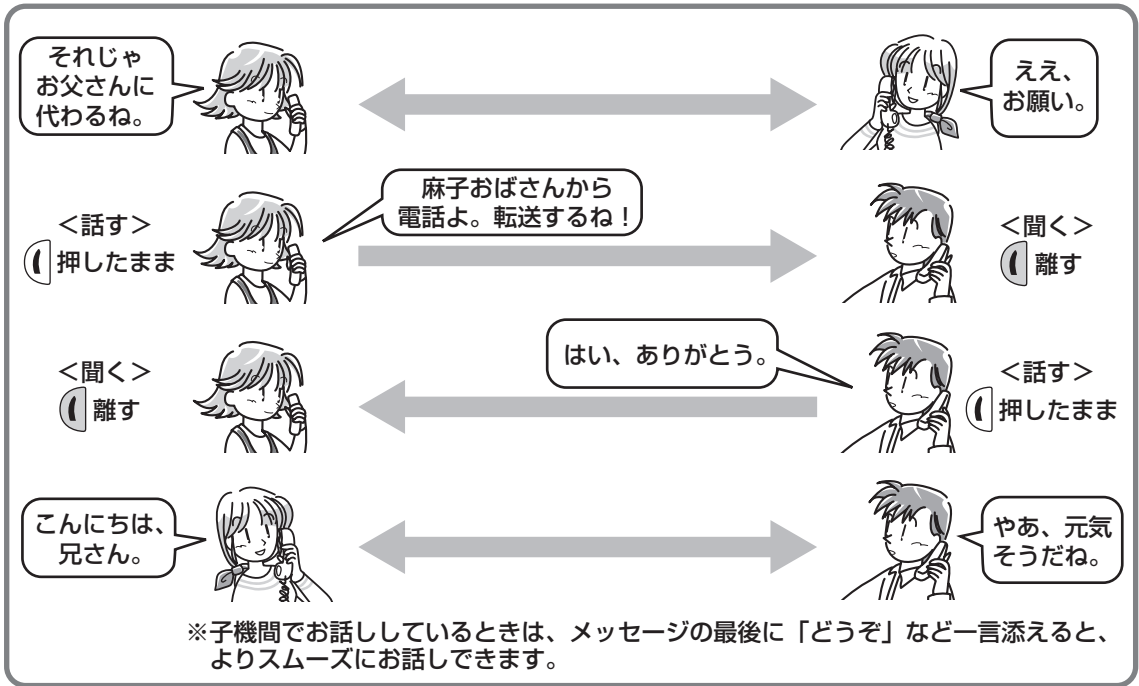 それじゃ
お父さんに
代わるね。
ええ、
お願い。
<話す>
押したまま
麻子おばさんから
電話よ。転送するね！
<聞く>
離す
<聞く>
離す
はい、ありがとう。
<話す>
押したまま
こんにちは、
兄さん。
やあ、元気
そうだね。
※子機間でお話ししているときは、メッセージの最後に「どうぞ」など一言添えると、
よりスムーズにお話しできます。